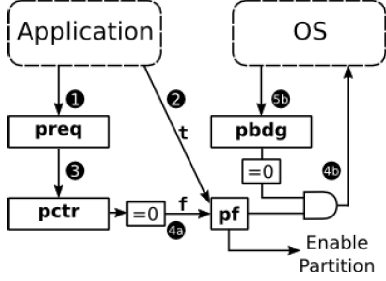 Application
OS
1
2
5b
t
preq
pbdg
3
=0
4b
pctr
=0
f
4a
pf
Enable
Partition